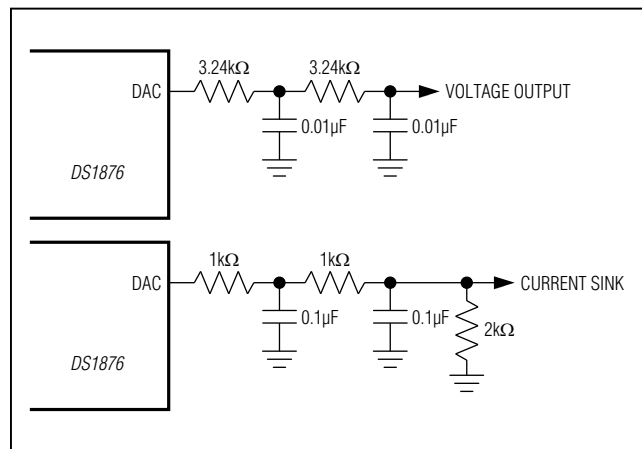 3.24kΩ 3.24kΩ
DAC VOLTAGE OUTPUT
0.01µF 0.01µF
DS1876
1kΩ 1kΩ
DAC CURRENT SINK
0.1µF 0.1µF 2kΩ
DS1876